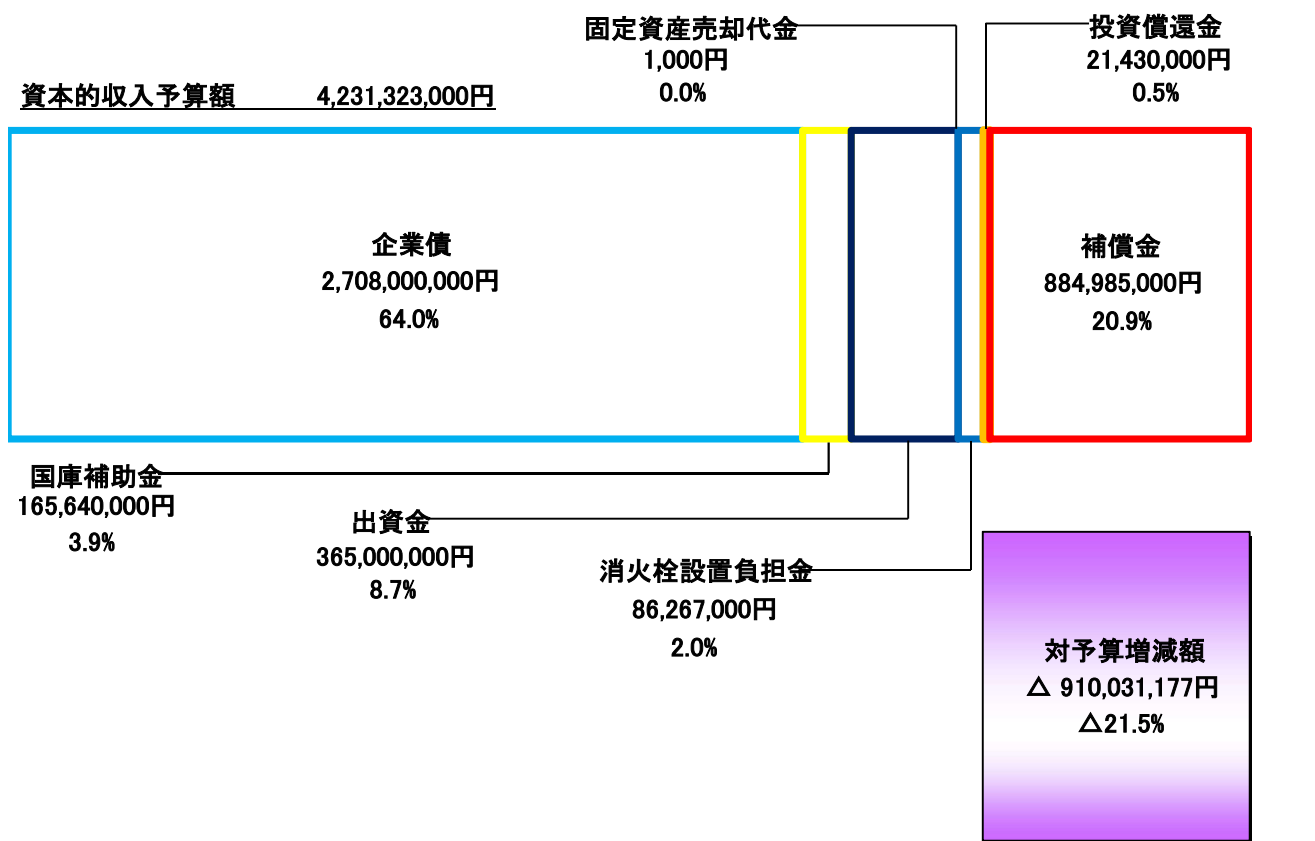 固定資産売却代金
1,000円
0.0%
投資償還金
21,430,000円
0.5%
資本的収入予算額 4,231,323,000円
企業債
2,708,000,000円
64.0%
補償金
884,985,000円
20.9%
国庫補助金
165,640,000円
3.9%
出資金
365,000,000円
8.7%
消火栓設置負担金
86,267,000円
2.0%
対予算増減額
△ 910,031,177円
△21.5%